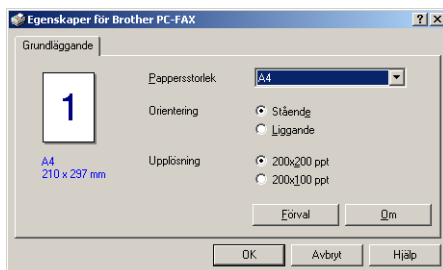 Egenskaper för Brother PC-FAX
Grundläggande
1
A4
210 x 297 mm
Pappersstorlek
A4
Orientering
Stående
Liggande
Upplösning
200x200 ppt
200x100 ppt
Förval
Om
OK
Avbryt
Hjälp